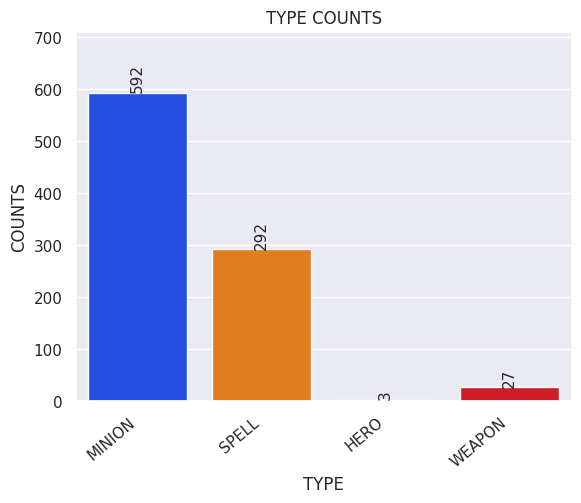 TYPE COUNTS
700
600
500
400
300
200
100
0
COUNTS
592
292
3
27
MINION
SPELL
HERO
WEAPON
TYPE